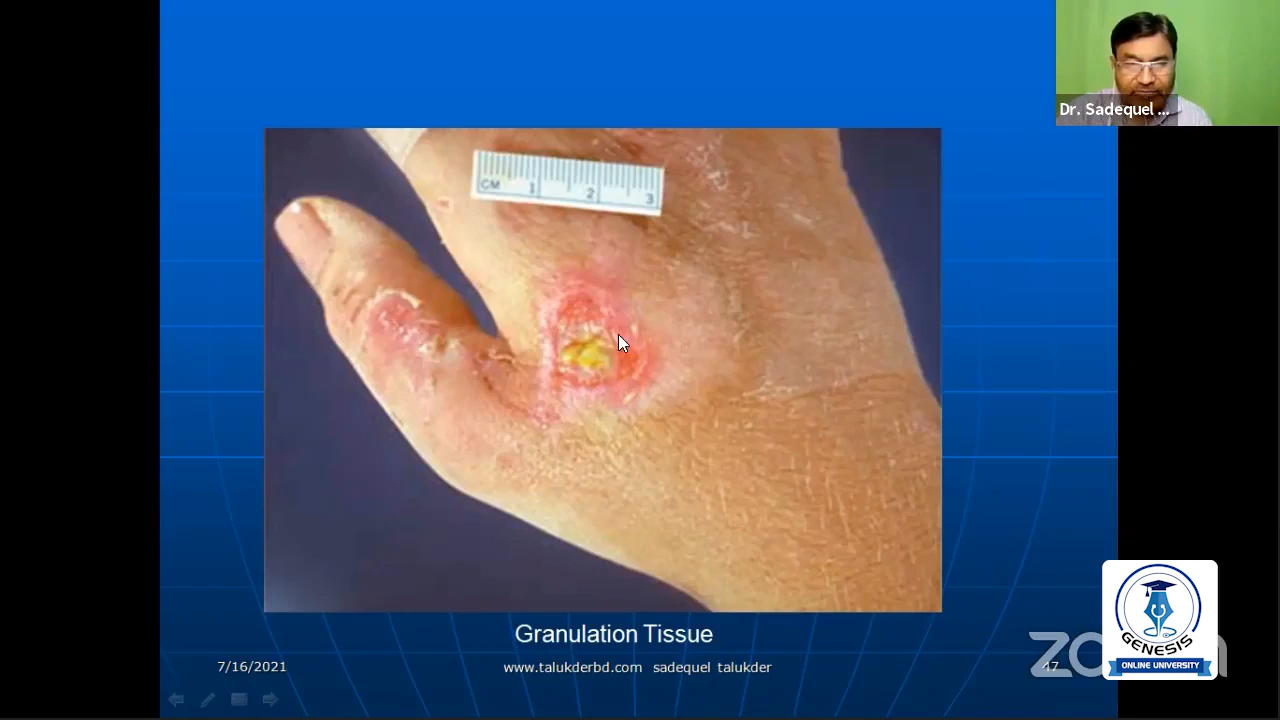 Dr. Sadequel ...
CM 1 2 3
Granulation Tissue
7/16/2021
www.talukderbd.com sadequel talukder
47
GENESIS
ONLINE UNIVERSITY